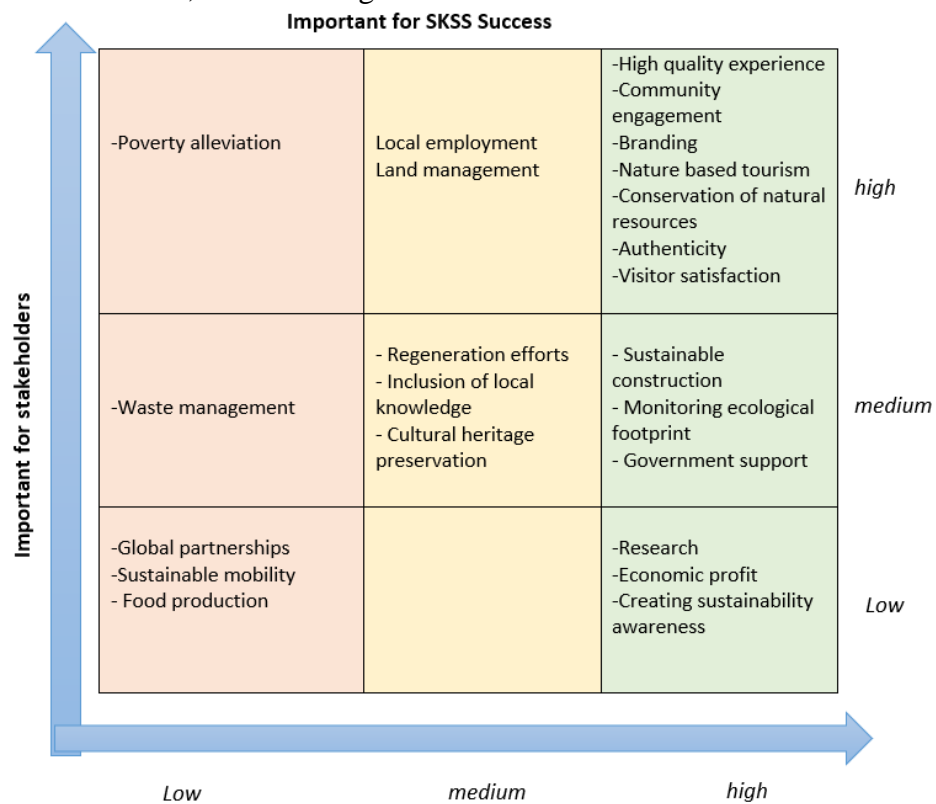 Important for SKSS Success
-Poverty alleviation
Local employment
Land management
-High quality experience
-Community
engagement
-Branding
-Nature based tourism
-Conservation of natural
resources
-Authenticity
-Visitor satisfaction
high
Important for stakeholders
-Waste management
- Regeneration efforts
- Inclusion of local
knowledge
- Cultural heritage
preservation
- Sustainable
construction
- Monitoring ecological
footprint
- Government support
medium
-Global partnerships
-Sustainable mobility
- Food production
-Research
-Economic profit
-Creating sustainability
awareness
Low
Low
medium
high